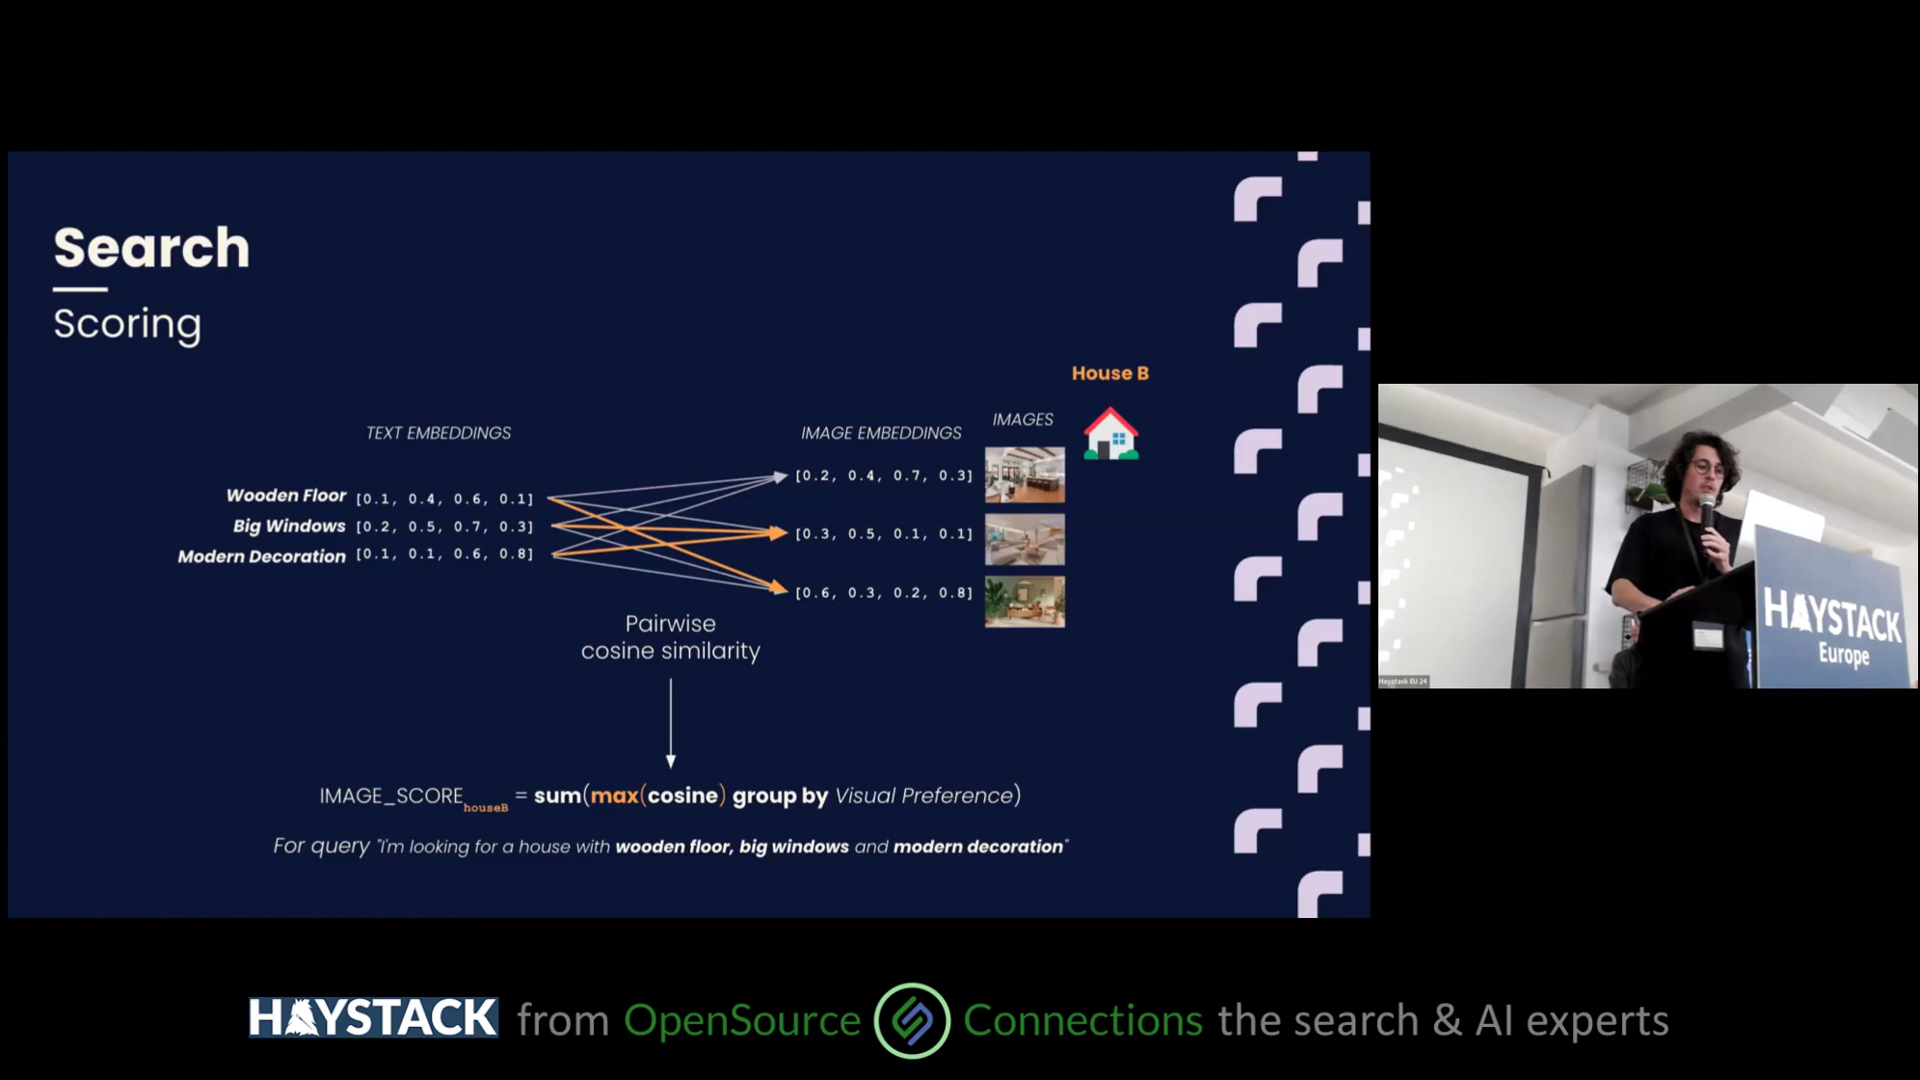 Search
Scoring
House B
TEXT EMBEDDINGS
IMAGE EMBEDDINGS
IMAGES
Wooden Floor [0.1, 0.4, 0.6, 0.1]
Big Windows [0.2, 0.5, 0.7, 0.3]
Modern Decoration [0.1, 0.1, 0.6, 0.8]
[0.2, 0.4, 0.7, 0.3]
[0.3, 0.5, 0.1, 0.1]
[0.6, 0.3, 0.2, 0.8]
Pairwise
cosine similarity
IMAGE_SCORE houseB = sum(max(cosine) group by Visual Preference)
For query "I'm looking for a house with wooden floor, big windows and modern decoration"
HAYSTACK
Europe
Haystack EU 24
HAYSTACK from OpenSource Connections the search & AI experts